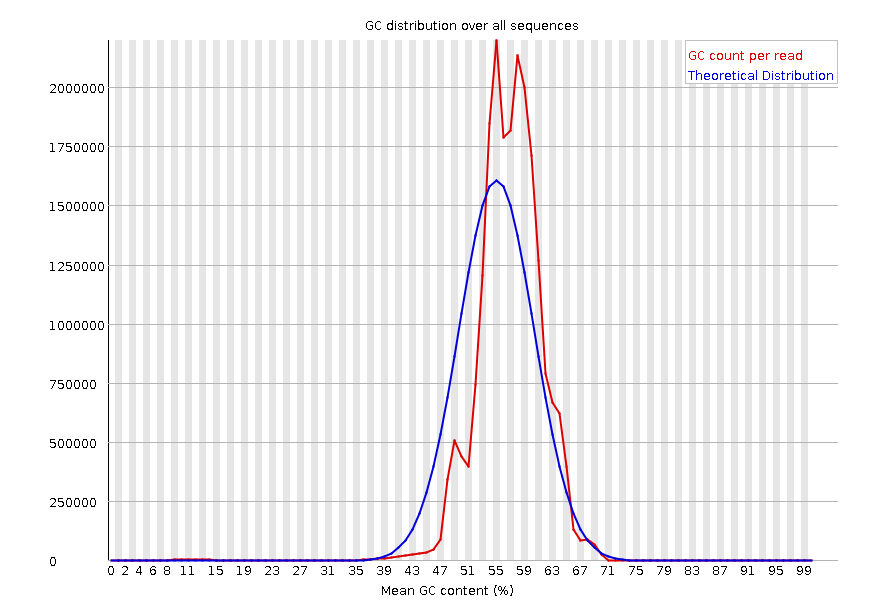 GC distribution over all sequences
GC count per read
Theoretical Distribution
2000000
1750000
1500000
1250000
1000000
750000
500000
250000
0
0 2 4 6 8 11 15 19 23 27 31 35 39 43 47 51 55 59 63 67 71 75 79 83 87 91 95 99
Mean GC content (%)